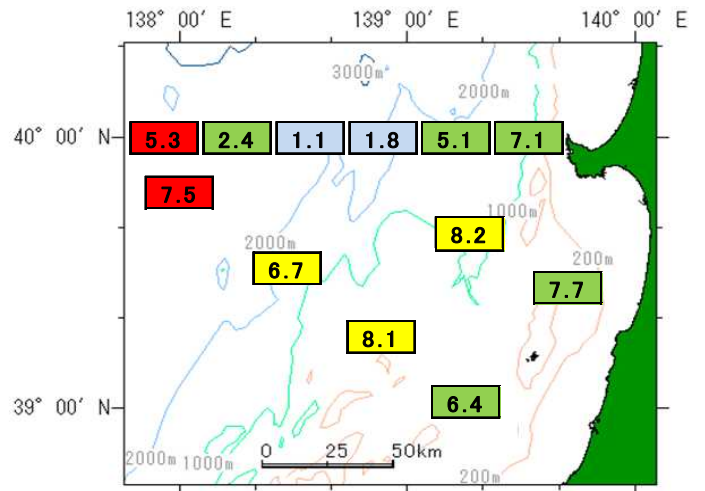 138° 00′ E 139° 00′ E 140° 00′ E
3000m
2000m
40° 00′ N
5.3 2.4 1.1 1.8 5.1 7.1
7.5
1000m
8.2
2000m
6.7
200m
7.7
8.1
39° 00′ N
6.4
0 25 50km
2000m 1000m
200m